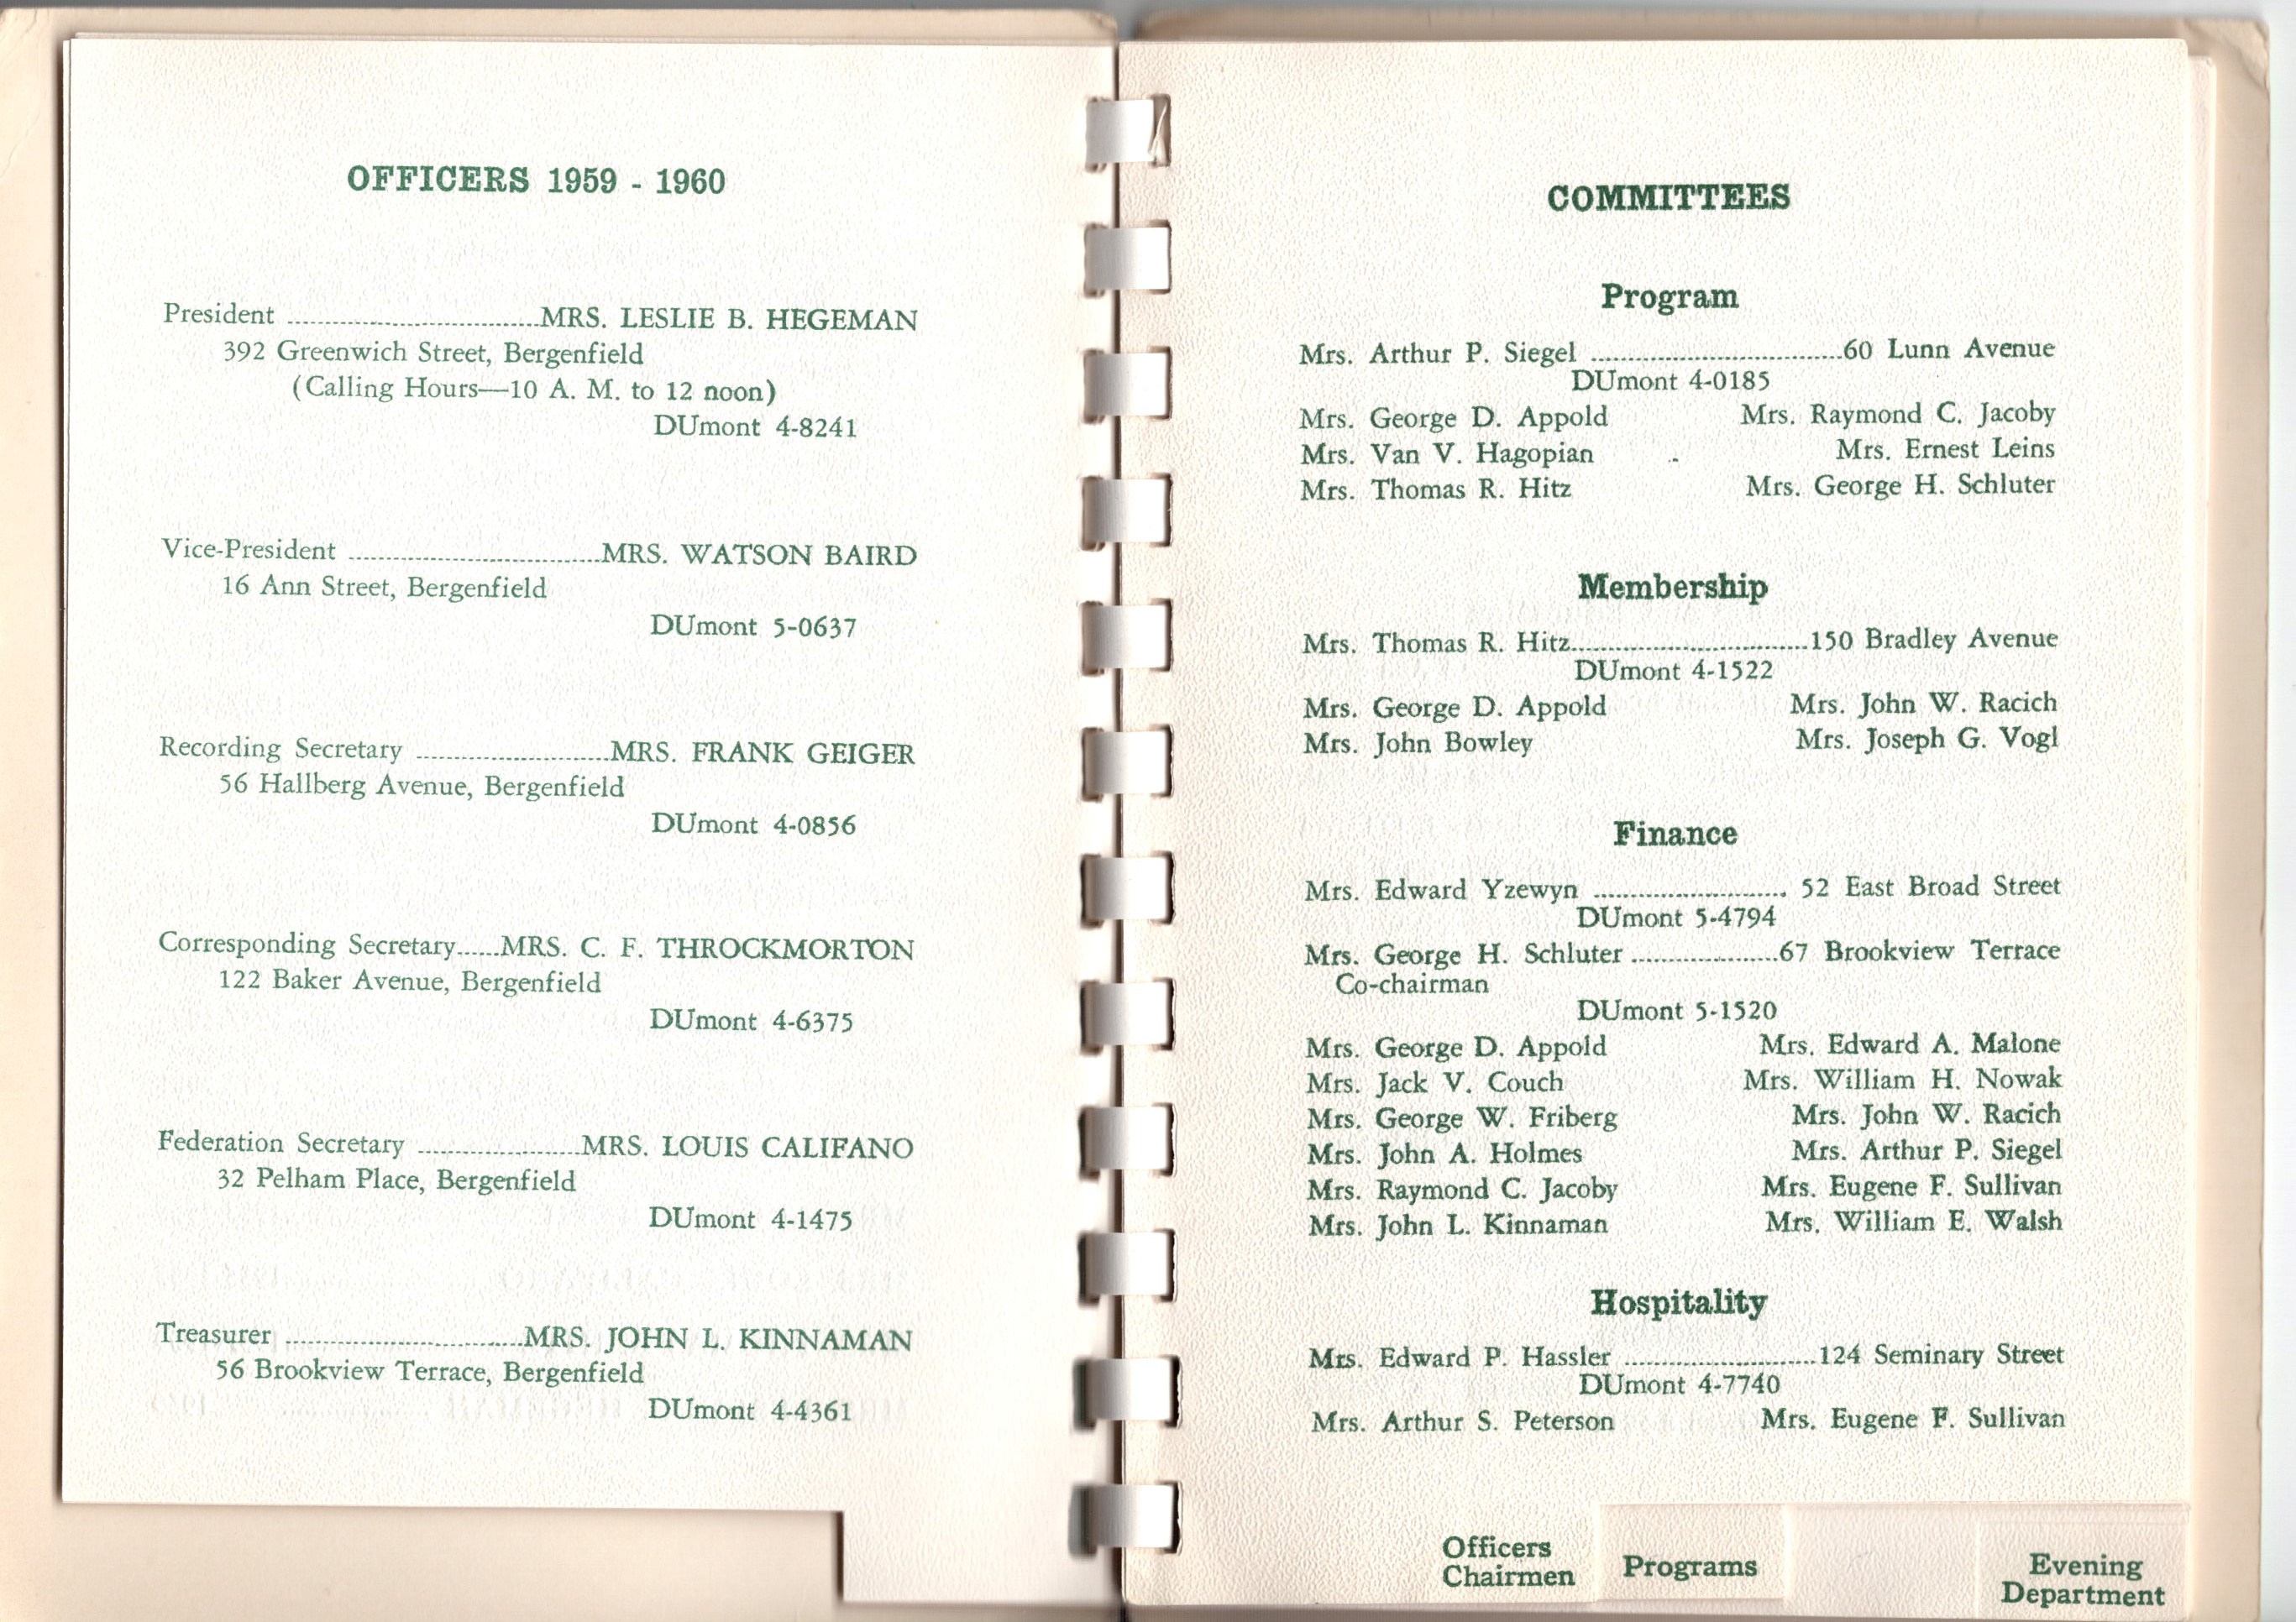 OFFICERS 1959 - 1960
President ..............................MRS. LESLIE B. HEGEMAN
392 Greenwich Street, Bergenfield
(Calling Hours—10 A. M. to 12 noon)
DUmont 4-8241
Vice-President ..............................MRS. WATSON BAIRD
16 Ann Street, Bergenfield
DUmont 5-0637
Recording Secretary .......................MRS. FRANK GEIGER
56 Hallberg Avenue, Bergenfield
DUmont 4-0856
Corresponding Secretary......MRS. C. F. THROCKMORTON
122 Baker Avenue, Bergenfield
DUmont 4-6375
Federation Secretary ....................MRS. LOUIS CALIFANO
32 Pelham Place, Bergenfield
DUmont 4-1475
Treasurer .............................MRS. JOHN L. KINNAMAN
56 Brookview Terrace, Bergenfield
DUmont 4-4361
COMMITTEES
Program
Mrs. Arthur P. Siegel ..............................60 Lunn Avenue
DUmont 4-0185
Mrs. George D. Appold Mrs. Raymond C. Jacoby
Mrs. Van V. Hagopian Mrs. Ernest Leins
Mrs. Thomas R. Hitz Mrs. George H. Schluter
Membership
Mrs. Thomas R. Hitz............................150 Bradley Avenue
DUmont 4-1522
Mrs. George D. Appold Mrs. John W. Racich
Mrs. John Bowley Mrs. Joseph G. Vogl
Finance
Mrs. Edward Yzewyn ....................... 52 East Broad Street
DUmont 5-4794
Mrs. George H. Schluter ..................67 Brookview Terrace
Co-chairman
DUmont 5-1520
Mrs. George D. Appold Mrs. Edward A. Malone
Mrs. Jack V. Couch Mrs. William H. Nowak
Mrs. George W. Friberg Mrs. John W. Racich
Mrs. John A. Holmes Mrs. Arthur P. Siegel
Mrs. Raymond C. Jacoby Mrs. Eugene F. Sullivan
Mrs. John L. Kinnaman Mrs. William E. Walsh
Hospitality
Mrs. Edward P. Hassler .......................124 Seminary Street
DUmont 4-7740
Mrs. Arthur S. Peterson Mrs. Eugene F. Sullivan
Officers
Chairmen
Programs
Evening
Department